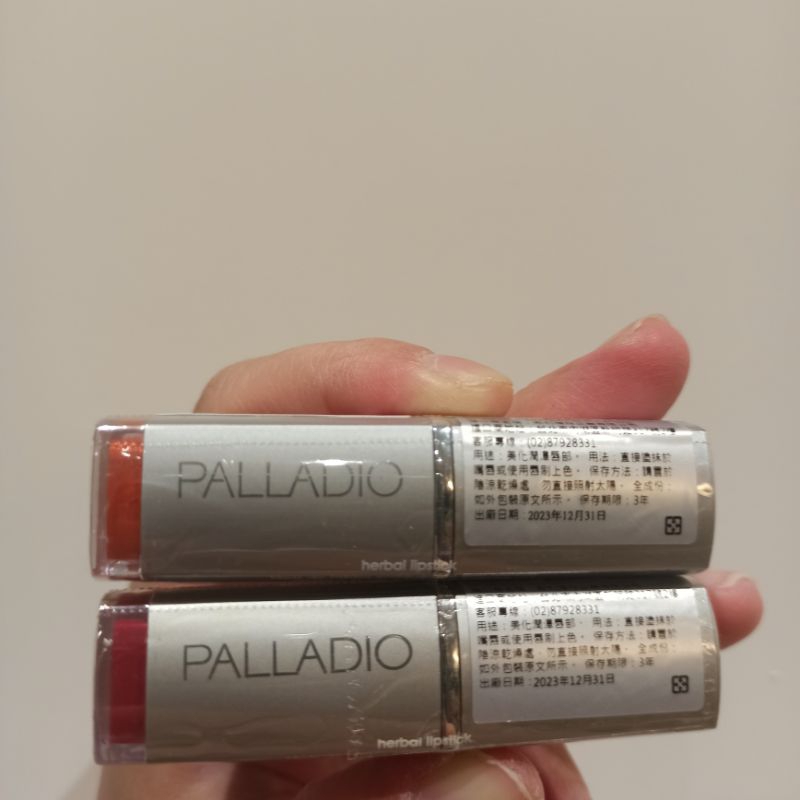 PALLADIO
herbal lipstick
客服專線：(02)87928331
用途：美化潤澤唇部。 用法：直接塗抹於
嘴唇或使用唇刷上色。 保存方法：請置於
陰涼乾燥處，勿直接照射太陽。 全成份：
如外包裝原文所示。 保存期限：3年
出廠日期：2023年12月31日
PALLADIO
herbal lipstick
客服專線：(02)87928331
用途：美化潤澤唇部。 用法：直接塗抹於
嘴唇或使用唇刷上色。 保存方法：請置於
陰涼乾燥處，勿直接照射太陽。 全成份：
如外包裝原文所示。 保存期限：3年
出廠日期：2023年12月31日